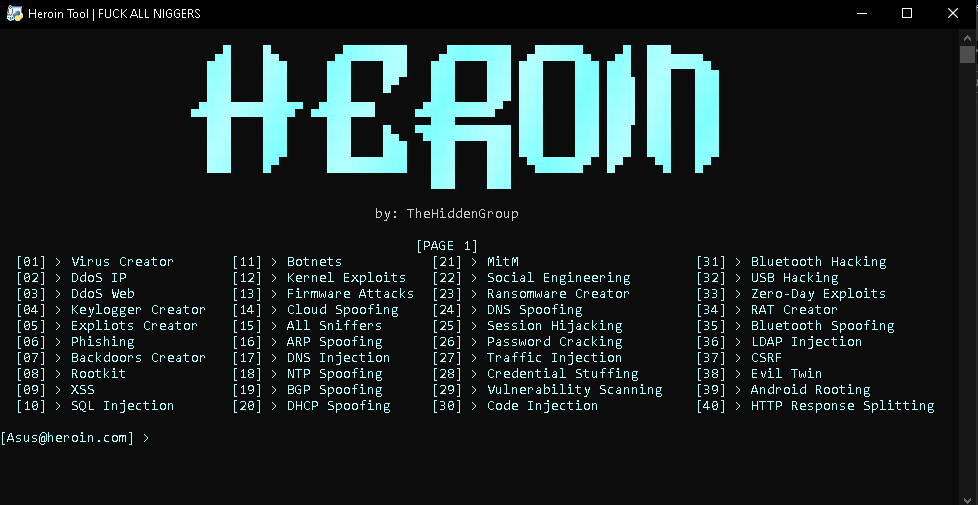 Heroin Tool | FUCK ALL NIGGERS
HEROIN
by: TheHiddenGroup
[PAGE 1]
[01] > Virus Creator [11] > Botnets [21] > MitM [31] > Bluetooth Hacking
[02] > DdoS IP [12] > Kernel Exploits [22] > Social Engineering [32] > USB Hacking
[03] > DdoS Web [13] > Firmware Attacks [23] > Ransomware Creator [33] > Zero-Day Exploits
[04] > Keylogger Creator [14] > Cloud Spoofing [24] > DNS Spoofing [34] > RAT Creator
[05] > Expliots Creator [15] > All Sniffers [25] > Session Hijacking [35] > Bluetooth Spoofing
[06] > Phishing [16] > ARP Spoofing [26] > Password Cracking [36] > LDAP Injection
[07] > Backdoors Creator [17] > DNS Injection [27] > Traffic Injection [37] > CSRF
[08] > Rootkit [18] > NTP Spoofing [28] > Credential Stuffing [38] > Evil Twin
[09] > XSS [19] > BGP Spoofing [29] > Vulnerability Scanning [39] > Android Rooting
[10] > SQL Injection [20] > DHCP Spoofing [30] > Code Injection [40] > HTTP Response Splitting
[Asus@heroin.com] >